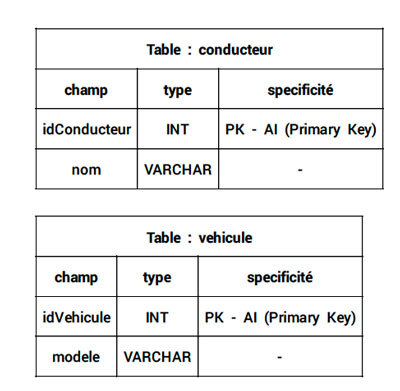 Table : conducteur
champ type specificité
idConducteur INT PK - AI (Primary Key)
nom VARCHAR -
Table : vehicule
champ type specificité
idVehicule INT PK - AI (Primary Key)
modele VARCHAR -